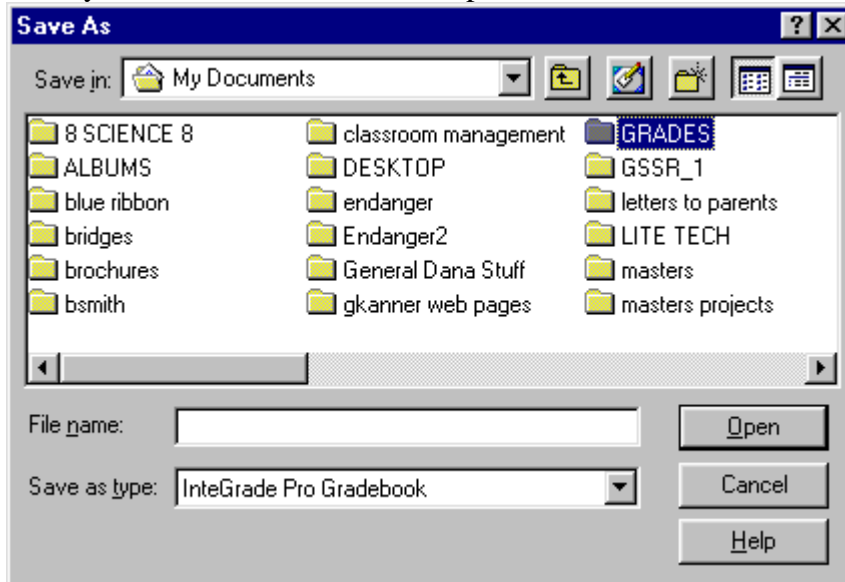 Save As
Save in: My Documents
8 SCIENCE 8 classroom management GRADES
ALBUMS DESKTOP GSSR_1
blue ribbon endanger letters to parents
bridges Endanger2 LITE TECH
brochures General Dana Stuff masters
bsmith gkanner web pages masters projects
File name: Open
Save as type: InteGrade Pro Gradebook Cancel
Help